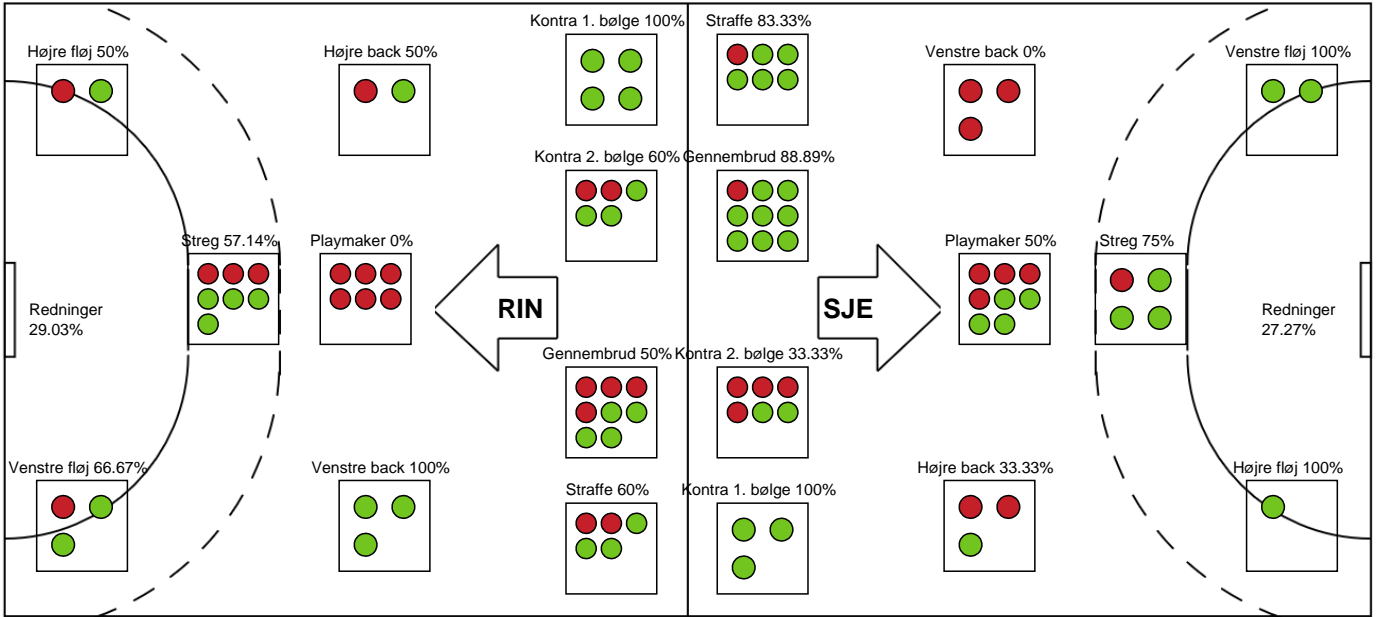 Kontra 1. bølge 100%
Straffe 83.33%
Højre fløj 50%
Højre back 50%
Venstre back 0%
Venstre fløj 100%
Kontra 2. bølge 60%
Gennembrud 88.89%
Streg 57.14%
Playmaker 0%
Playmaker 50%
Streg 75%
Redninger
29.03%
RIN
SJE
Redninger
27.27%
Gennembrud 50%
Kontra 2. bølge 33.33%
Venstre fløj 66.67%
Venstre back 100%
Straffe 60%
Kontra 1. bølge 100%
Højre back 33.33%
Højre fløj 100%